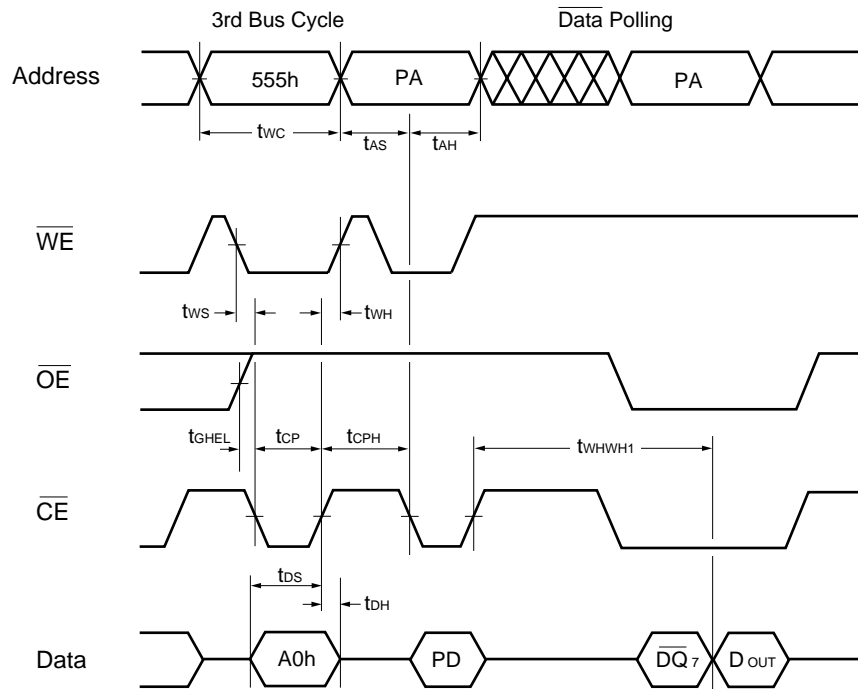 3rd Bus Cycle Data Polling
Address 555h PA PA
tWC tAS tAH
WE
tWS tWH
OE
tGHEL tCP tCPH tWHWH1
CE
tDS tDH
Data A0h PD DQ7 DOUT